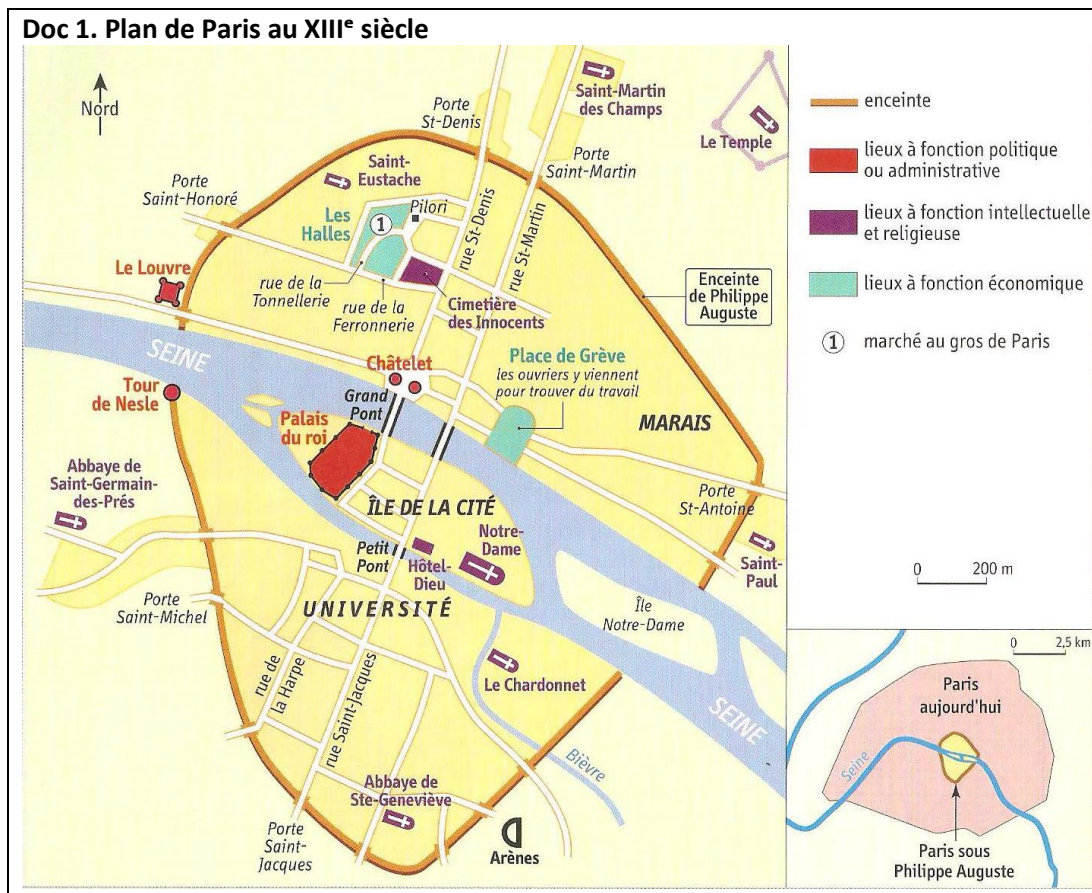 Doc 1. Plan de Paris au XIIIᵉ siècle
Nord
Porte
St-Denis
Saint-Martin
des Champs
Le Temple
Porte
Saint-Martin
Saint-
Eustache
Porte
Saint-Honoré
Pilori
Les
Halles
1
rue St-Denis
rue St-Martin
Le Louvre
rue de la
Tonnellerie
rue de la
Ferronnerie
Cimetière
des Innocents
Enceinte
de Philippe
Auguste
SEINE
Châtelet
Place de Grève
les ouvriers y viennent
pour trouver du travail
Tour
de Nesle
Grand
Pont
Palais
du roi
MARAIS
Abbaye de
Saint-Germain-
des-Prés
ÎLE DE LA CITÉ
Porte
St-Antoine
Notre-
Dame
Petit
Pont
Hôtel-
Dieu
Saint-
Paul
UNIVERSITÉ
Porte
Saint-Michel
Île
Notre-Dame
rue de
la Harpe
rue Saint-Jacques
Le Chardonnet
SEINE
Bièvre
Abbaye de
Ste-Geneviève
Porte
Saint-
Jacques
Arènes
enceinte
lieux à fonction politique
ou administrative
lieux à fonction intellectuelle
et religieuse
lieux à fonction économique
1 marché au gros de Paris
0 200 m
0 2,5 km
Paris
aujourd'hui
Seine
Paris sous
Philippe Auguste